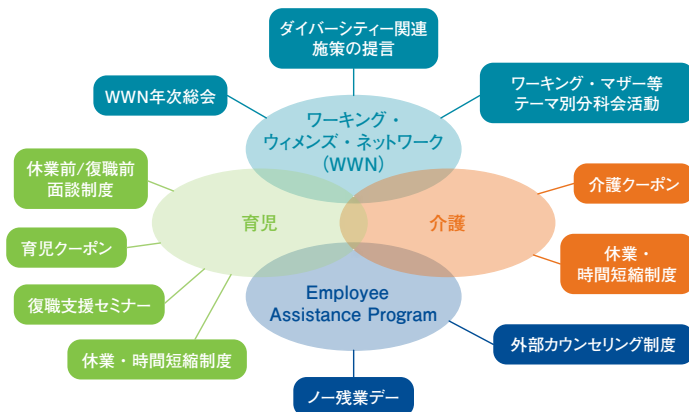 ダイバーシティー関連
施策の提言
WWN年次総会
ワーキング・マザー等
テーマ別分科会活動
ワーキング・
ウィメンズ・ネットワーク
(WWN)
休業前/復職前
面談制度
育児
介護
介護クーポン
育児クーポン
休業・
時間短縮制度
復職支援セミナー
Employee
Assistance Program
休業・時間短縮制度
外部カウンセリング制度
ノー残業デー